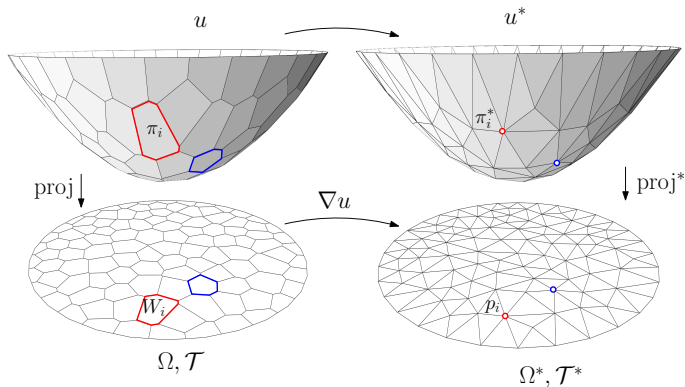 u
u*
π_i
π_i*
proj
proj*
∇u
W_i
p_i
Ω, 𝒯
Ω*, 𝒯*